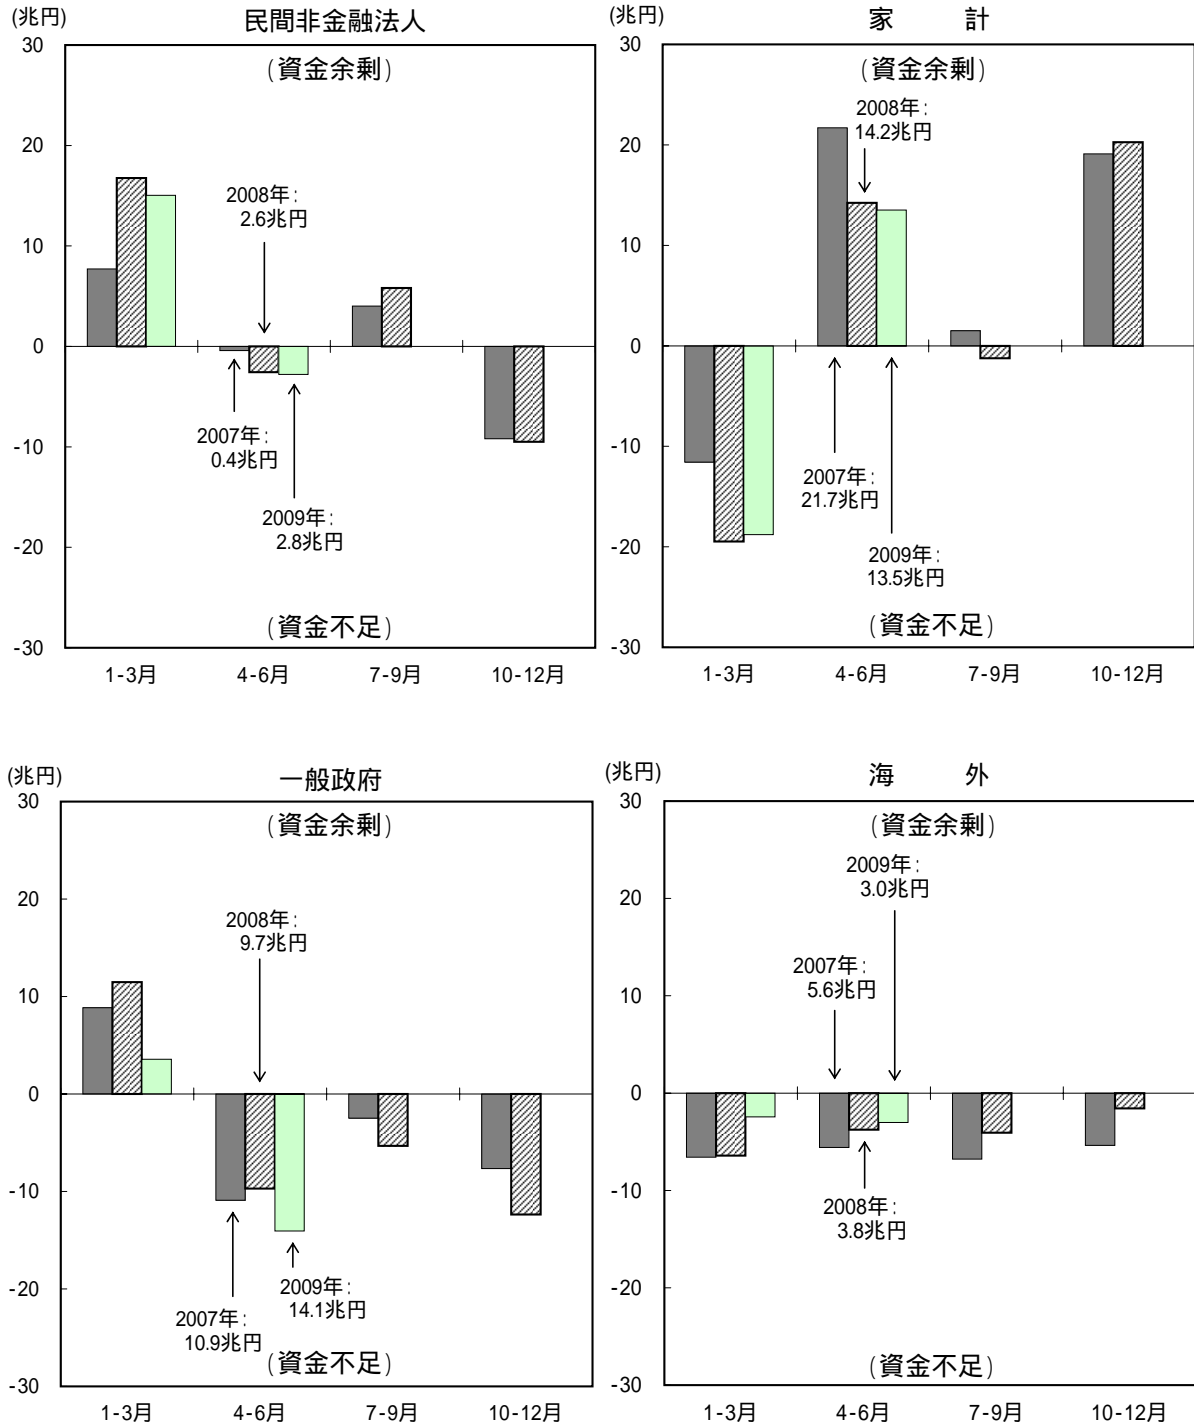 (兆円)
民間非金融法人
30
(資金余剰)
20
2008年:
2.6兆円
10
0
2007年:
0.4兆円
-10
2009年:
2.8兆円
-20
(資金不足)
-30
1-3月 4-6月 7-9月 10-12月
(兆円)
家 計
30
(資金余剰)
2008年:
14.2兆円
20
10
0
-10
2007年:
21.7兆円
-20
2009年:
13.5兆円
(資金不足)
-30
1-3月 4-6月 7-9月 10-12月
(兆円)
一般政府
30
(資金余剰)
20
2008年:
9.7兆円
10
0
-10
-20
2009年:
14.1兆円
2007年:
10.9兆円
(資金不足)
-30
1-3月 4-6月 7-9月 10-12月
(兆円)
海 外
30
(資金余剰)
2009年:
3.0兆円
20
2007年:
5.6兆円
10
0
-10
2008年:
3.8兆円
-20
(資金不足)
-30
1-3月 4-6月 7-9月 10-12月